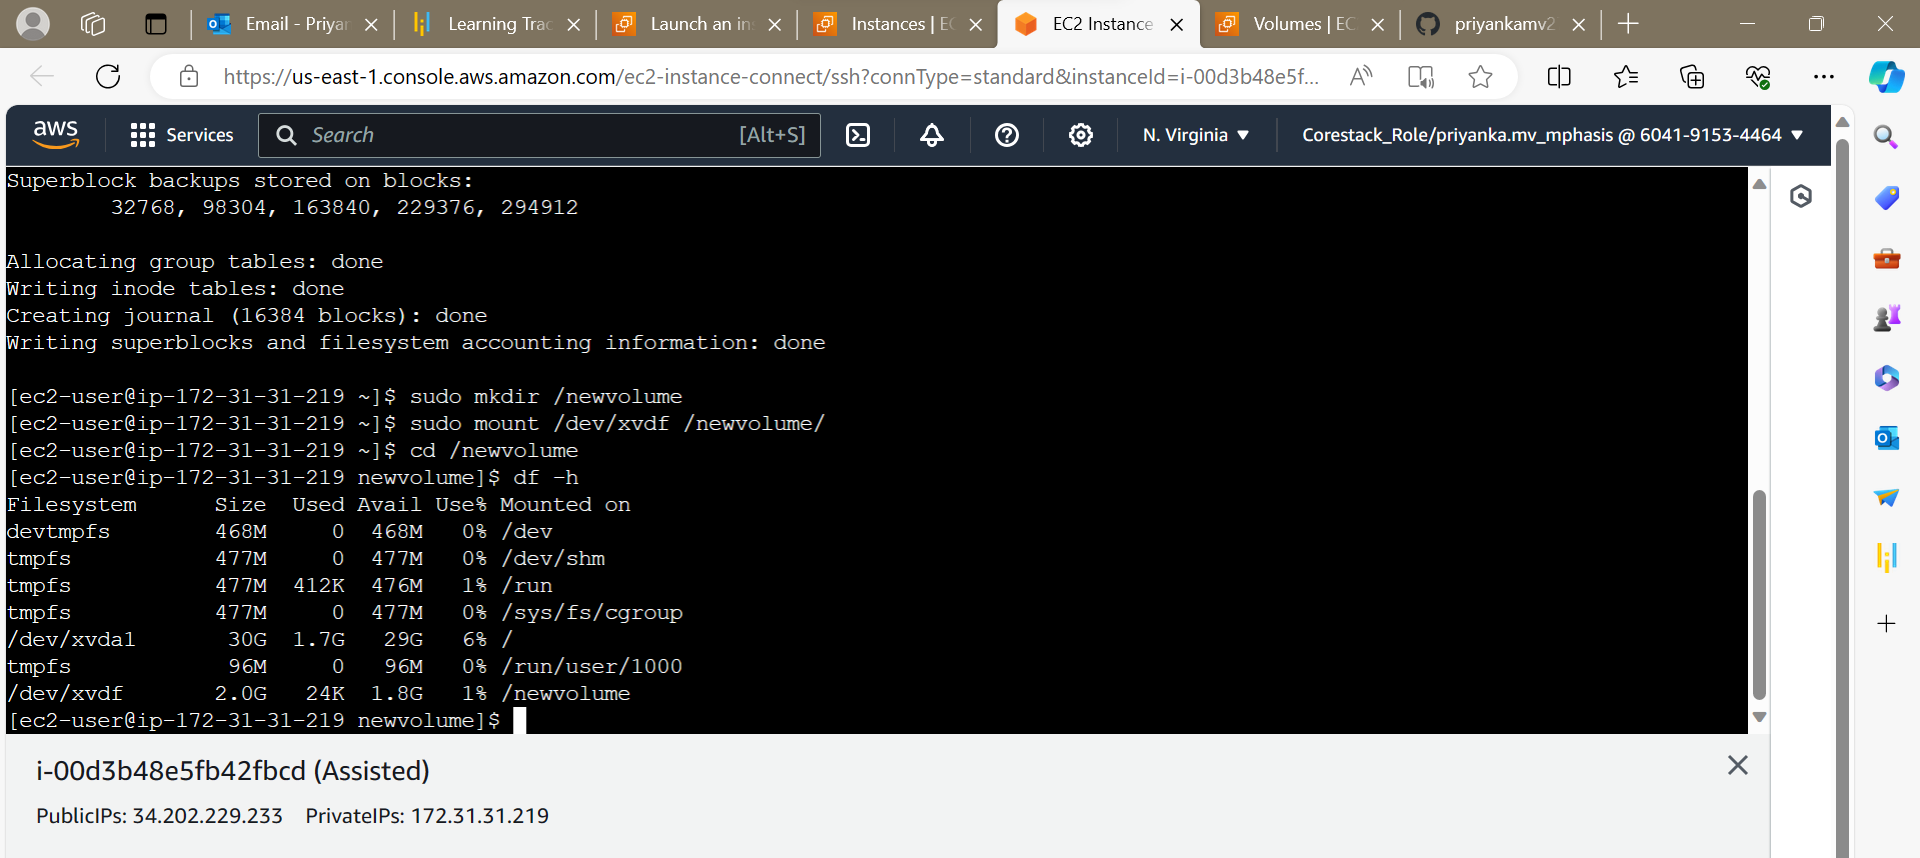 Email - Priyar
Learning Trac
Launch an in
Instances | EC
EC2 Instance
Volumes | EC
priyankamv2
https://us-east-1.console.aws.amazon.com/ec2-instance-connect/ssh?connType=standard&instanceId=i-00d3b48e5f...
aws
Services
Search
[Alt+S]
N. Virginia
Corestack_Role/priyanka.mv_mphasis @ 6041-9153-4464
Superblock backups stored on blocks:
32768, 98304, 163840, 229376, 294912
Allocating group tables: done
Writing inode tables: done
Creating journal (16384 blocks): done
Writing superblocks and filesystem accounting information: done
[ec2-user@ip-172-31-31-219 ~]$ sudo mkdir /newvolume
[ec2-user@ip-172-31-31-219 ~]$ sudo mount /dev/xvdf /newvolume/
[ec2-user@ip-172-31-31-219 ~]$ cd /newvolume
[ec2-user@ip-172-31-31-219 newvolume]$ df -h
Filesystem Size Used Avail Use% Mounted on
devtmpfs 468M 0 468M 0% /dev
tmpfs 477M 0 477M 0% /dev/shm
tmpfs 477M 412K 476M 1% /run
tmpfs 477M 0 477M 0% /sys/fs/cgroup
/dev/xvda1 30G 1.7G 29G 6% /
tmpfs 96M 0 96M 0% /run/user/1000
/dev/xvdf 2.0G 24K 1.8G 1% /newvolume
[ec2-user@ip-172-31-31-219 newvolume]$
i-00d3b48e5fb42fbcd (Assisted)
PublicIPs: 34.202.229.233 PrivateIPs: 172.31.31.219